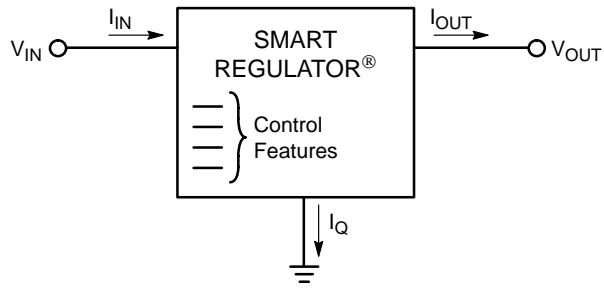 I_IN
I_OUT
V_IN
SMART
REGULATOR®
V_OUT
Control
Features
I_Q